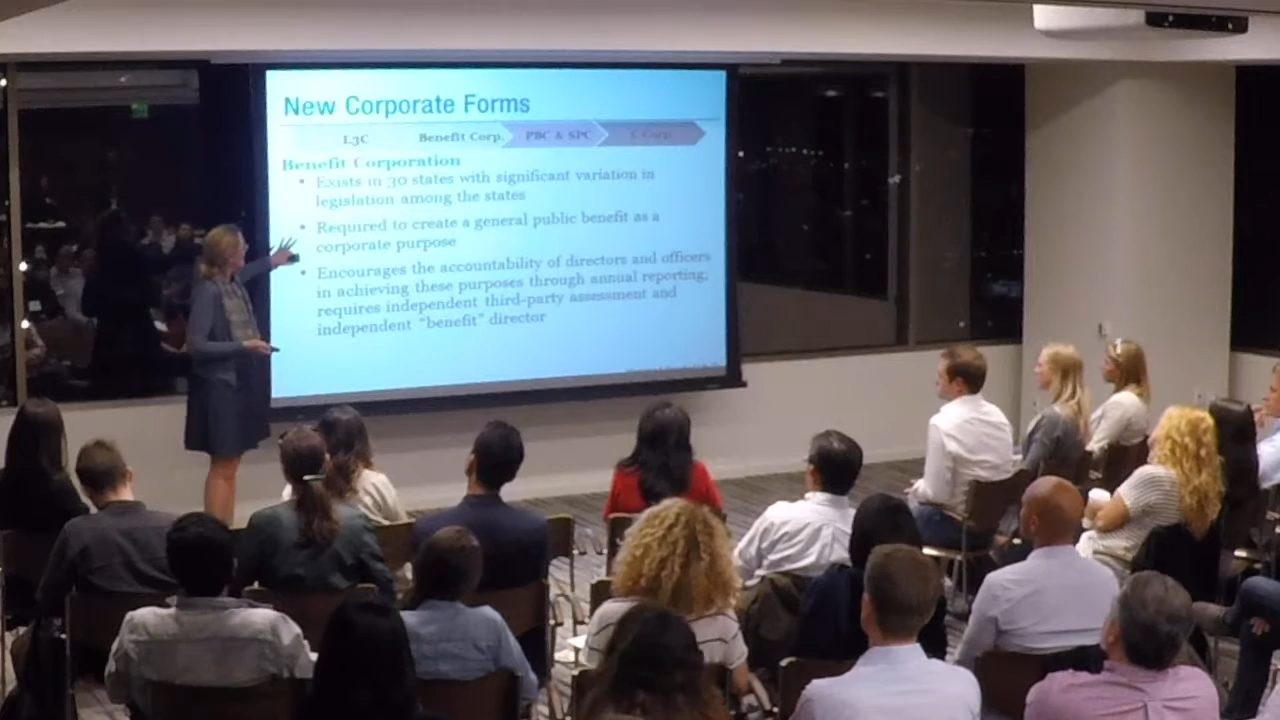 New Corporate Forms
L3C Benefit Corp. PBC & SPC
Benefit Corporation
• Exists in 30 states with significant variation in
legislation among the states
• Required to create a general public benefit as a
corporate purpose
• Encourages the accountability of directors and officers
in achieving these purposes through annual reporting;
requires independent third-party assessment and
independent "benefit" director